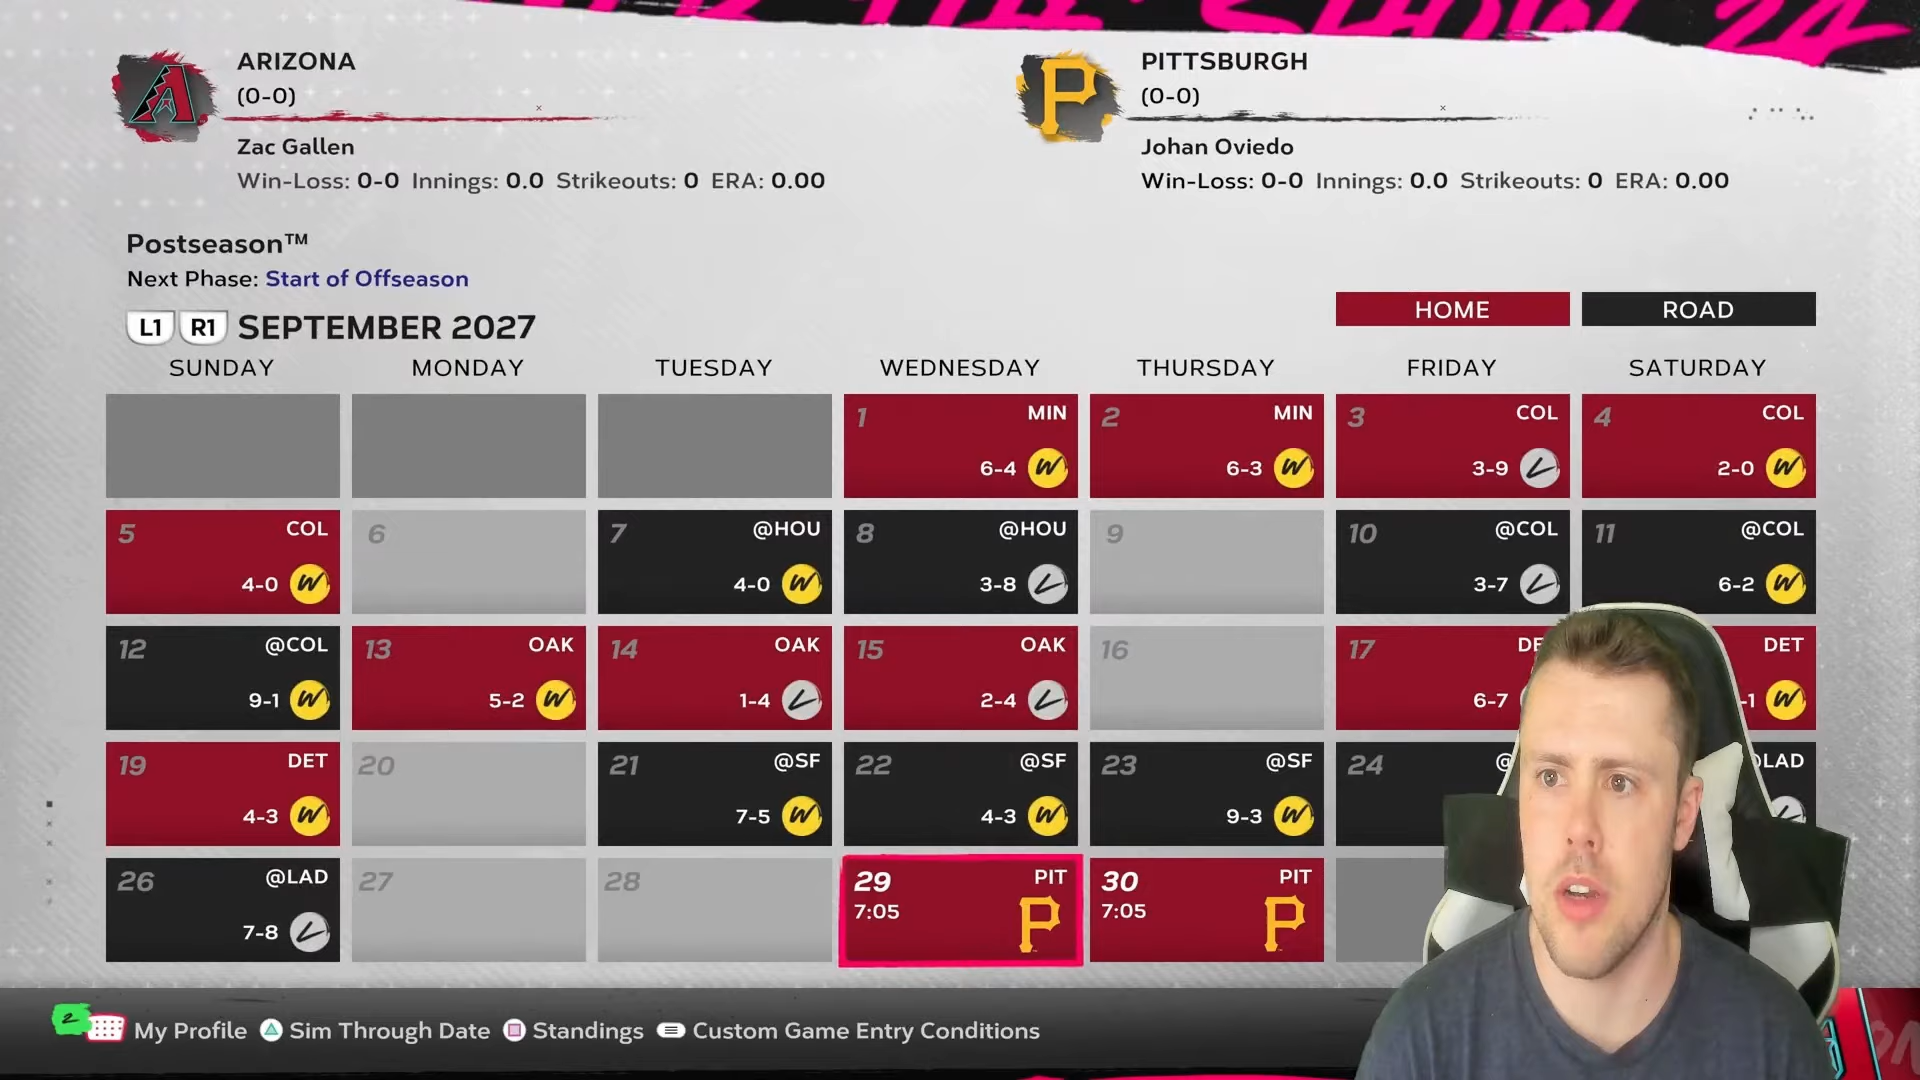 THE SHOW 24
ARIZONA
(0-0)
Zac Gallen
Win-Loss: 0-0 Innings: 0.0 Strikeouts: 0 ERA: 0.00
PITTSBURGH
(0-0)
Johan Oviedo
Win-Loss: 0-0 Innings: 0.0 Strikeouts: 0 ERA: 0.00
Postseason™
Next Phase: Start of Offseason
L1 R1 SEPTEMBER 2027
HOME ROAD
SUNDAY MONDAY TUESDAY WEDNESDAY THURSDAY FRIDAY SATURDAY
1 MIN 2 MIN 3 COL 4 COL
6-4 W 6-3 W 3-9 L 2-0 W
5 COL 6 7 @HOU 8 @HOU 9 10 @COL 11 @COL
4-0 W 4-0 W 3-8 L 3-7 L 6-2 W
12 @COL 13 OAK 14 OAK 15 OAK 16 17 DET
9-1 W 5-2 W 1-4 L 2-4 L 6-7 W
19 DET 20 21 @SF 22 @SF 23 @SF 24
4-3 W 7-5 W 4-3 W 9-3 W L
26 @LAD 27 28 29 PIT 30 PIT
7:05 P 7:05 P
7-8 L
2 My Profile Sim Through Date Standings Custom Game Entry Conditions